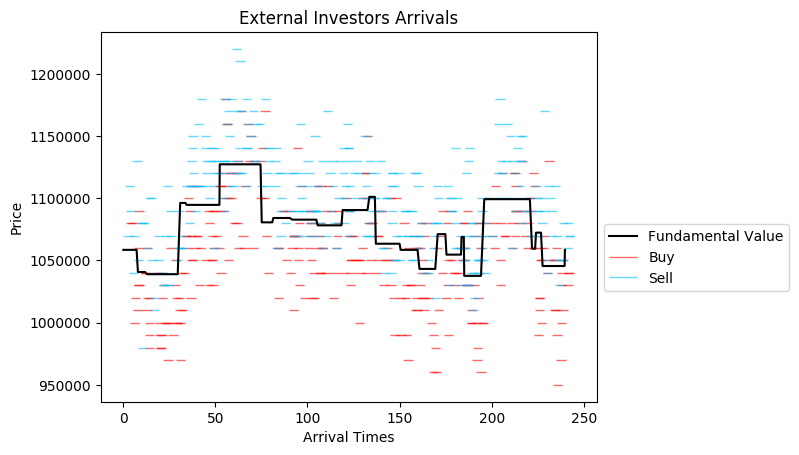 External Investors Arrivals
Price
1200000
1150000
1100000
1050000
1000000
950000
0 50 100 150 200 250
Arrival Times
Fundamental Value
Buy
Sell